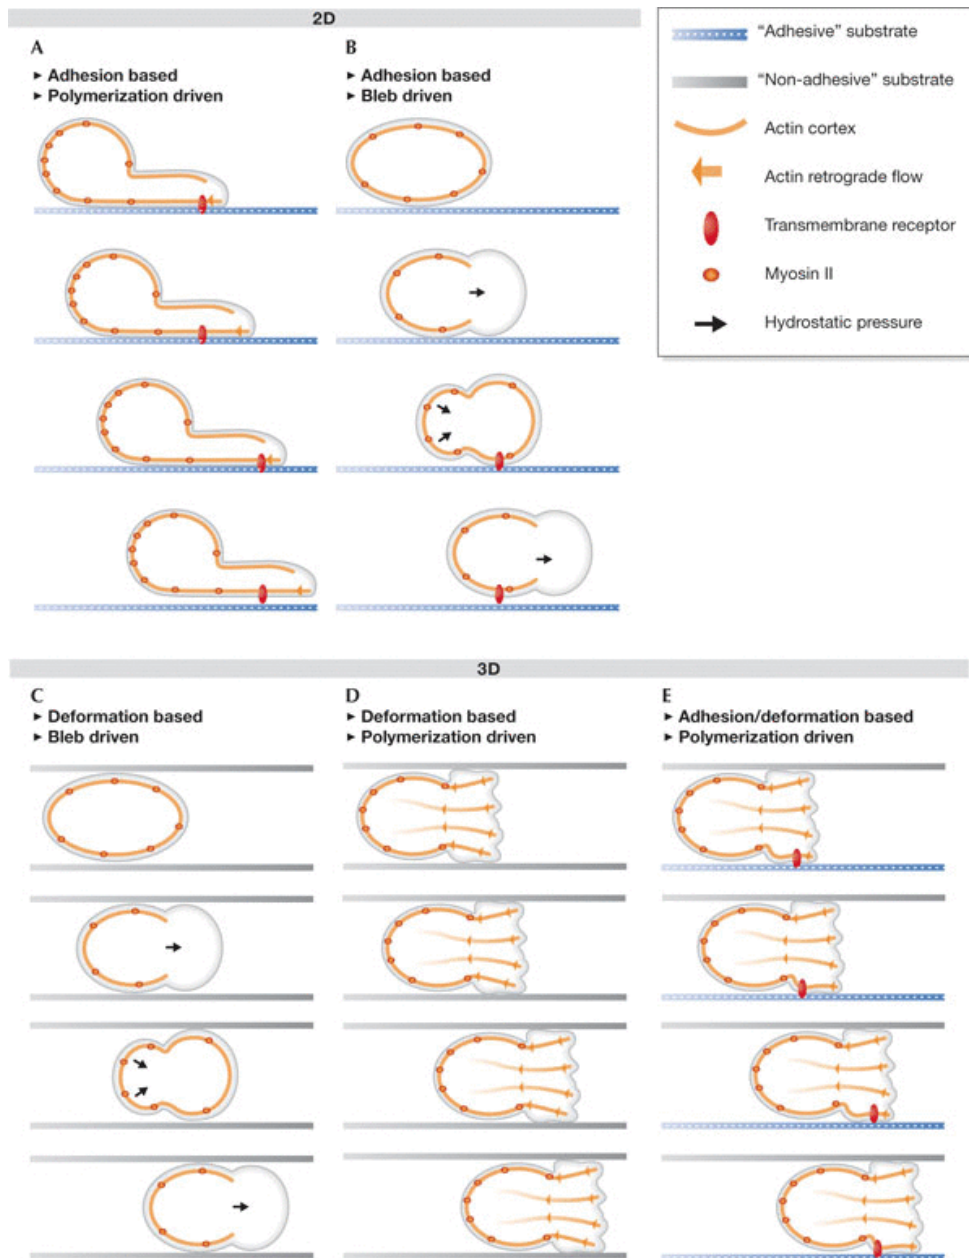 2D
A
► Adhesion based
► Polymerization driven
B
► Adhesion based
► Bleb driven
“Adhesive” substrate
“Non-adhesive” substrate
Actin cortex
Actin retrograde flow
Transmembrane receptor
Myosin II
Hydrostatic pressure
3D
C
► Deformation based
► Bleb driven
D
► Deformation based
► Polymerization driven
E
► Adhesion/deformation based
► Polymerization driven